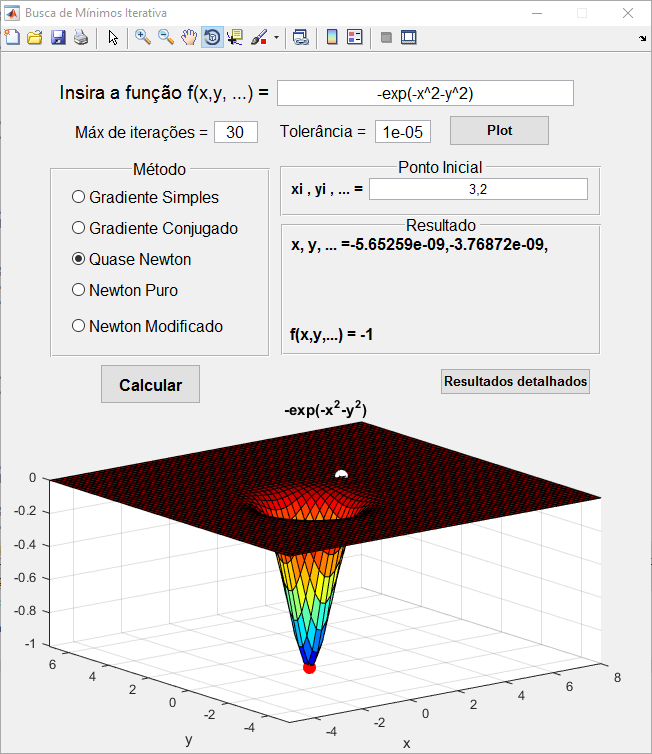 Busca de Mínimos Iterativa
Insira a função f(x,y, ...) = -exp(-x^2-y^2)
Máx de iterações = 30 Tolerância = 1e-05 Plot
Método
Gradiente Simples
Gradiente Conjugado
Quase Newton
Newton Puro
Newton Modificado
Ponto Inicial
xi , yi , ... = 3,2
Resultado
x, y, ... =-5.65259e-09,-3.76872e-09,
f(x,y,...) = -1
Calcular
Resultados detalhados
-exp(-x²-y²)
0
-0.2
-0.4
-0.6
-0.8
-1
6
4
2
0
-2
-4
y
-4
-2
0
2
4
6
8
x